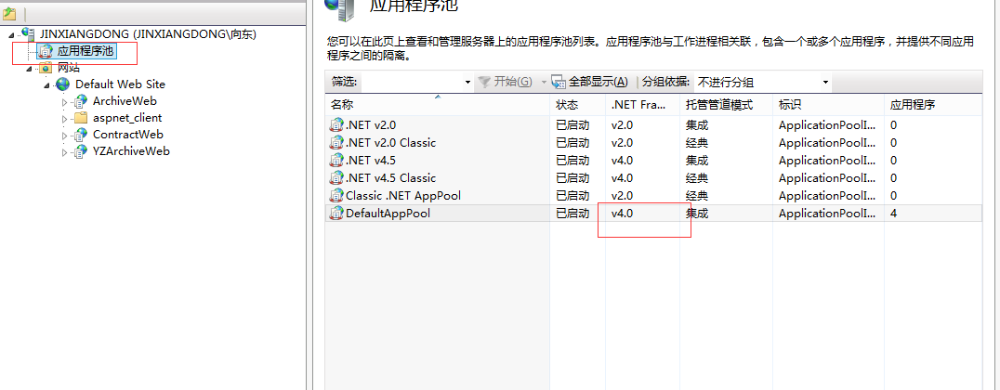 JINXIANGDONG (JINXIANGDONG\向东)
应用程序池
网站
Default Web Site
ArchiveWeb
aspnet_client
ContractWeb
YZArchiveWeb
应用程序池
您可以在此页上查看和管理服务器上的应用程序池列表。应用程序池与工作进程相关联，包含一个或多个应用程序，并提供不同应用
程序之间的隔离。
筛选: 开始(G) 全部显示(A) 分组依据: 不进行分组
名称 状态 .NET Fra... 托管管道模式 标识 应用程序
.NET v2.0 已启动 v2.0 集成 ApplicationPoolI... 0
.NET v2.0 Classic 已启动 v2.0 经典 ApplicationPoolI... 0
.NET v4.5 已启动 v4.0 集成 ApplicationPoolI... 0
.NET v4.5 Classic 已启动 v4.0 经典 ApplicationPoolI... 0
Classic .NET AppPool 已启动 v2.0 经典 ApplicationPoolI... 0
DefaultAppPool 已启动 v4.0 集成 ApplicationPoolI... 4